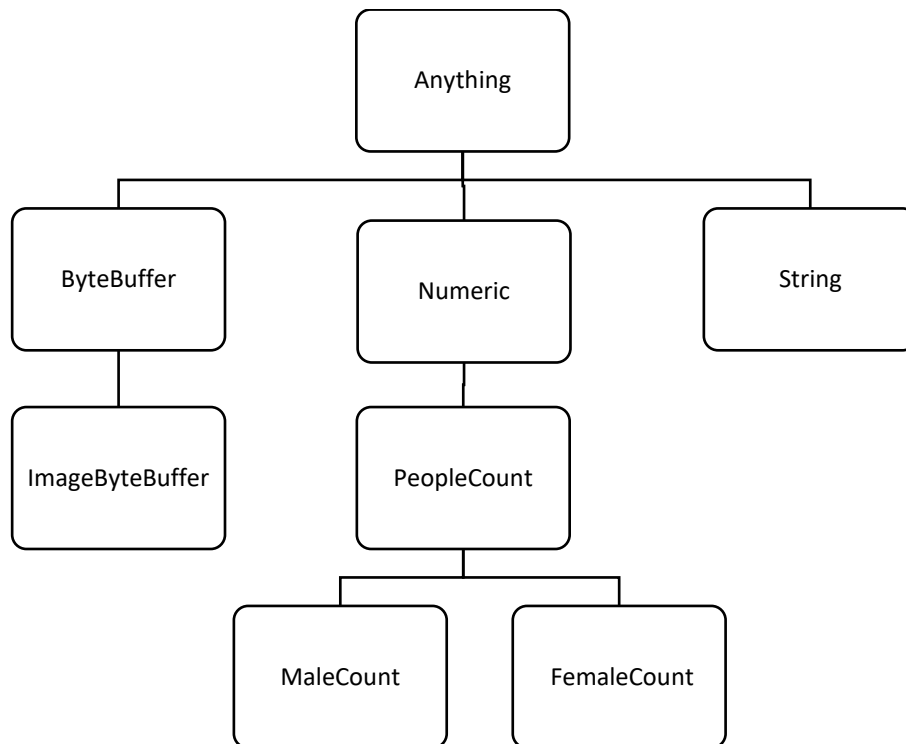 Anything
ByteBuffer
Numeric
String
ImageByteBuffer
PeopleCount
MaleCount
FemaleCount